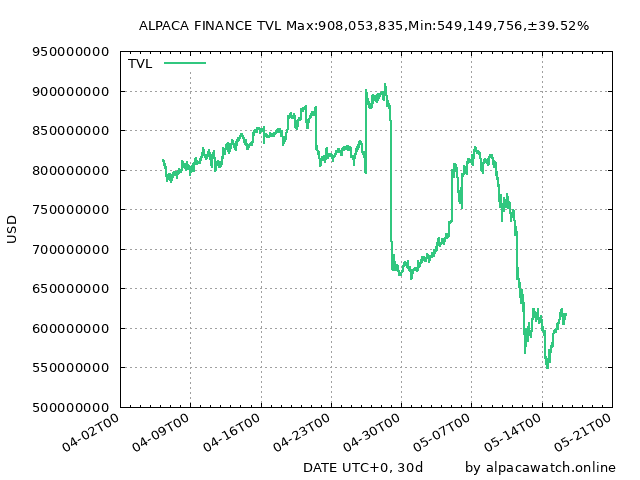 ALPACA FINANCE TVL Max:908,053,835,Min:549,149,756,±39.52%
950000000
900000000
850000000
800000000
750000000
700000000
650000000
600000000
550000000
500000000
USD
TVL
04-02T00
04-09T00
04-16T00
04-23T00
04-30T00
05-07T00
05-14T00
05-21T00
DATE UTC+0, 30d
by alpacawatch.online